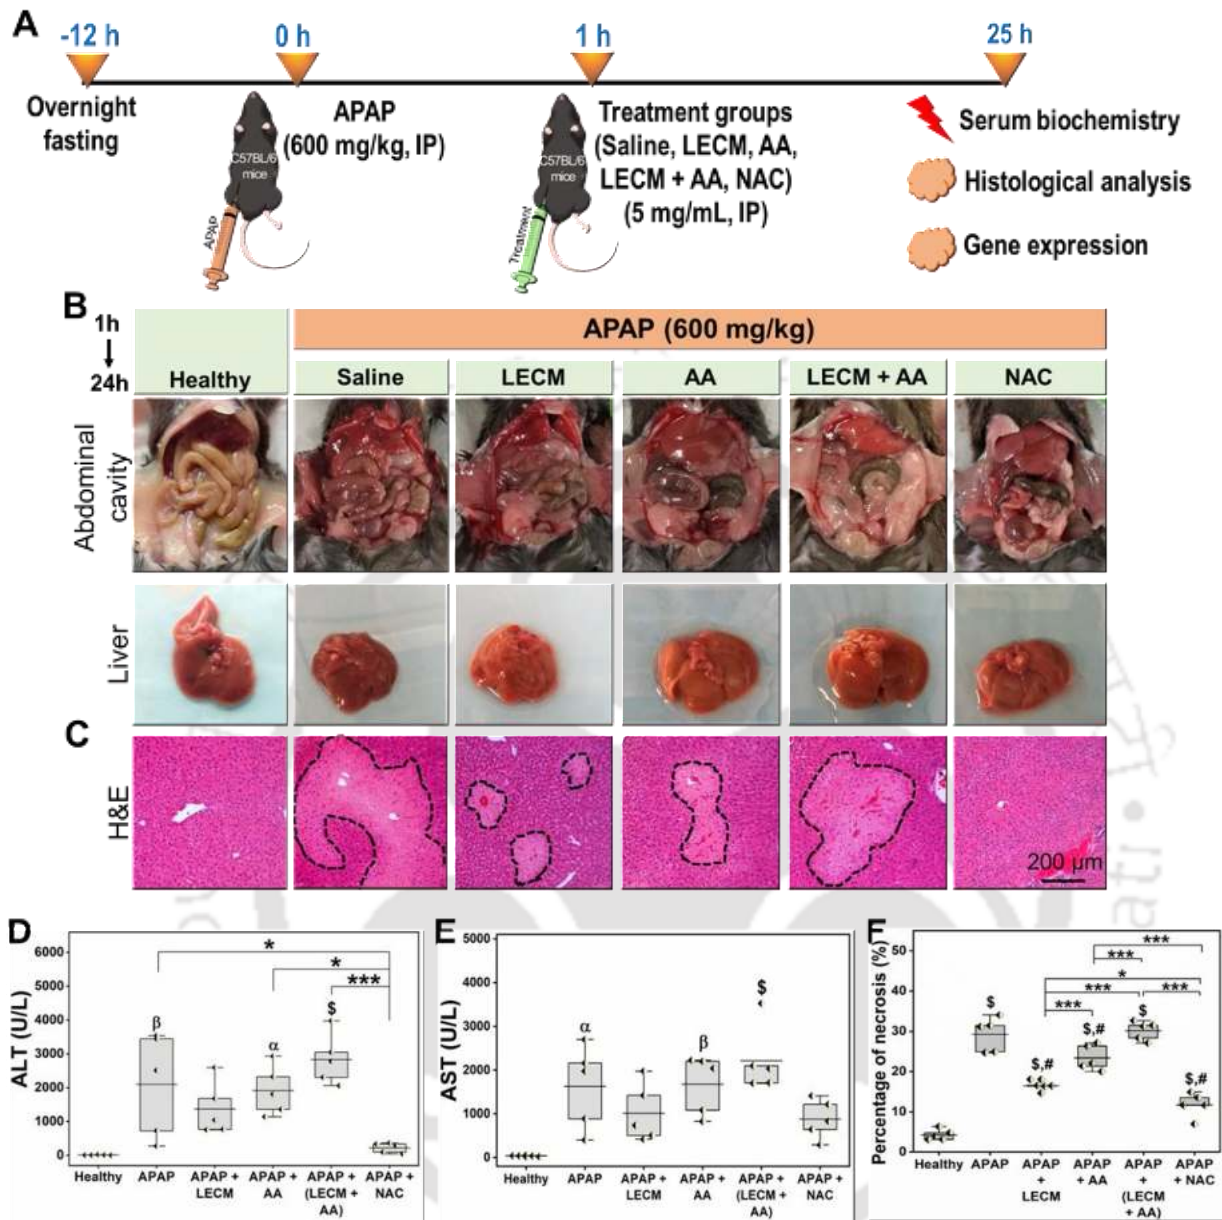 A
-12 h
0 h
1 h
25 h
Overnight
fasting
APAP
(600 mg/kg, IP)
C57BL/6
mice
APAP
C57BL/6
mice
Treatment
Treatment groups
(Saline, LECM, AA,
LECM + AA, NAC)
(5 mg/mL, IP)
Serum biochemistry
Histological analysis
Gene expression
B
1h
24h
APAP (600 mg/kg)
Healthy
Saline
LECM
AA
LECM + AA
NAC
Abdominal
cavity
Liver
C
H&E
200 µm
D
ALT (U/L)
6000
5000
4000
3000
2000
1000
0
*
*
***
β
α
$
Healthy
APAP
APAP +
LECM
APAP +
AA
APAP +
(LECM +
AA)
APAP +
NAC
E
AST (U/L)
5000
4000
3000
2000
1000
0
α
β
$
Healthy
APAP
APAP +
LECM
APAP +
AA
APAP +
(LECM +
AA)
APAP +
NAC
F
Percentage of necrosis (%)
50
40
30
20
10
0
***
***
*
***
***
***
$
$,#
$,#
$
$,#
Healthy
APAP
APAP
+
LECM
APAP
+ AA
APAP
+
(LECM
+ AA)
APAP
+ NAC